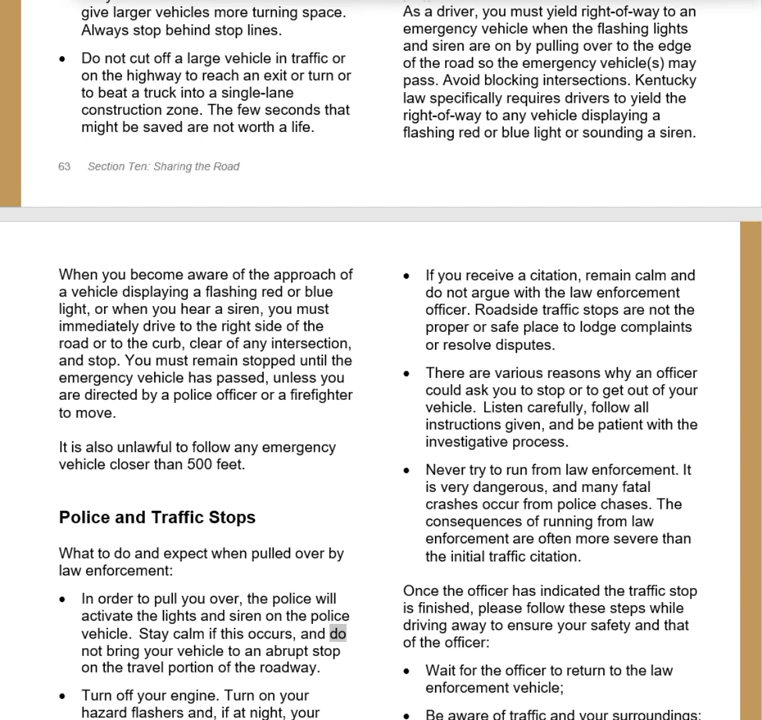 give larger vehicles more turning space.
Always stop behind stop lines.
• Do not cut off a large vehicle in traffic or
on the highway to reach an exit or turn or
to beat a truck into a single-lane
construction zone. The few seconds that
might be saved are not worth a life.
As a driver, you must yield right-of-way to an
emergency vehicle when the flashing lights
and siren are on by pulling over to the edge
of the road so the emergency vehicle(s) may
pass. Avoid blocking intersections. Kentucky
law specifically requires drivers to yield the
right-of-way to any vehicle displaying a
flashing red or blue light or sounding a siren.
63 Section Ten: Sharing the Road
When you become aware of the approach of
a vehicle displaying a flashing red or blue
light, or when you hear a siren, you must
immediately drive to the right side of the
road or to the curb, clear of any intersection,
and stop. You must remain stopped until the
emergency vehicle has passed, unless you
are directed by a police officer or a firefighter
to move.
It is also unlawful to follow any emergency
vehicle closer than 500 feet.
Police and Traffic Stops
What to do and expect when pulled over by
law enforcement:
• In order to pull you over, the police will
activate the lights and siren on the police
vehicle. Stay calm if this occurs, and do
not bring your vehicle to an abrupt stop
on the travel portion of the roadway.
• Turn off your engine. Turn on your
hazard flashers and, if at night, your
• If you receive a citation, remain calm and
do not argue with the law enforcement
officer. Roadside traffic stops are not the
proper or safe place to lodge complaints
or resolve disputes.
• There are various reasons why an officer
could ask you to stop or to get out of your
vehicle. Listen carefully, follow all
instructions given, and be patient with the
investigative process.
• Never try to run from law enforcement. It
is very dangerous, and many fatal
crashes occur from police chases. The
consequences of running from law
enforcement are often more severe than
the initial traffic citation.
Once the officer has indicated the traffic stop
is finished, please follow these steps while
driving away to ensure your safety and that
of the officer:
• Wait for the officer to return to the law
enforcement vehicle;
• Be aware of traffic and your surroundings;